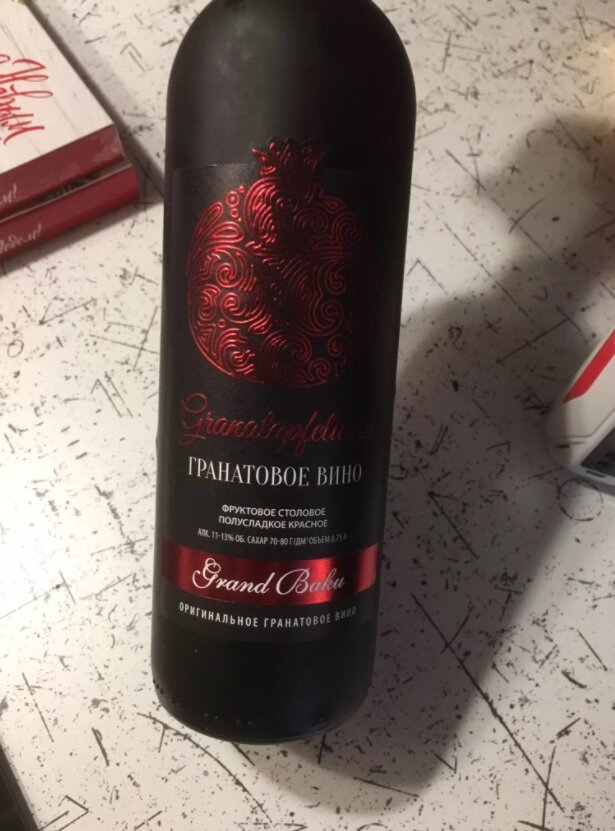 Granatapfelwein
ГРАНАТОВОЕ ВИНО
ФРУКТОВОЕ СТОЛОВОЕ
ПОЛУСЛАДКОЕ КРАСНОЕ
АЛК. 11-13% ОБ. САХАР 70-80 Г/ДМ³ ОБЪЕМ 0,75 Л
Grand Baku
ОРИГИНАЛЬНОЕ ГРАНАТОВОЕ ВИНО